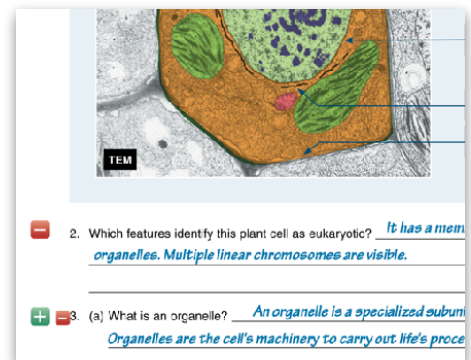 TEM
2. Which features identify this plant cell as eukaryotic? It has a mem
organelles. Multiple linear chromosomes are visible.
3. (a) What is an organelle? An organelle is a specialized subuni
Organelles are the cell's machinery to carry out life's proce